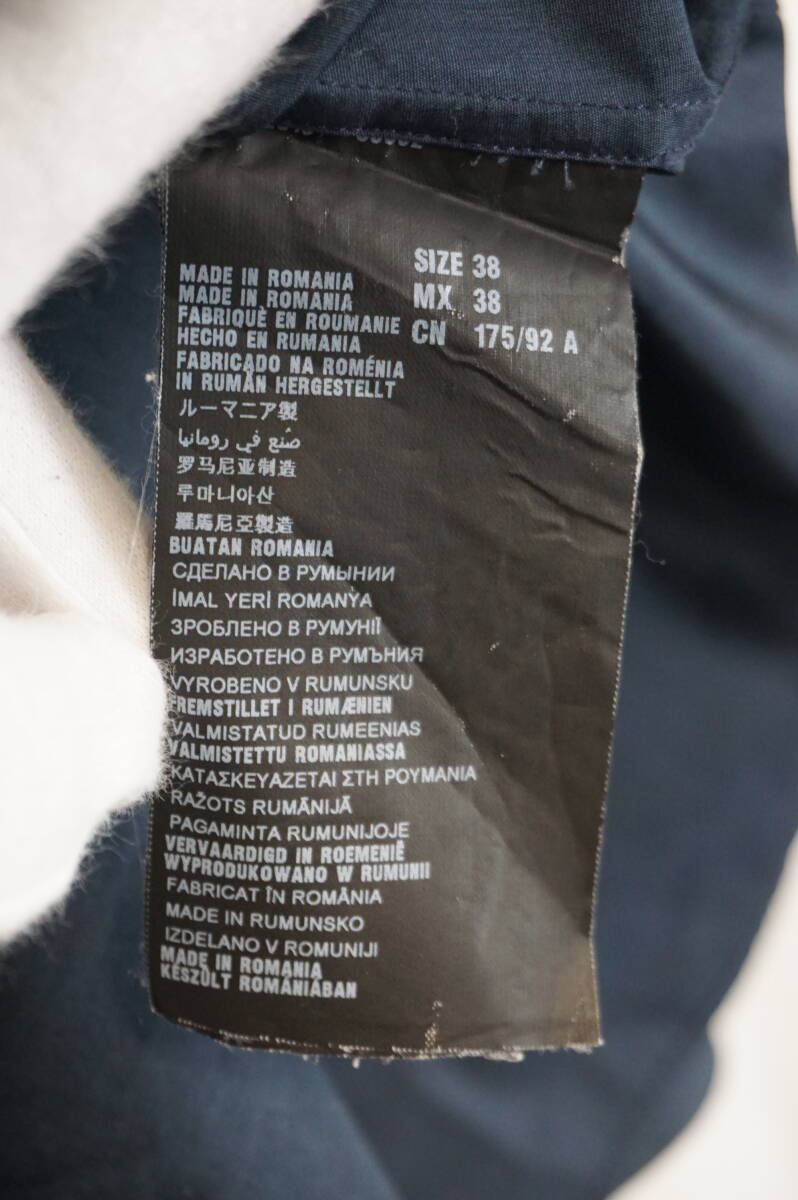 SIZE 38
MX 38
CN 175/92 A
MADE IN ROMANIA
MADE IN ROMANIA
FABRIQUÉ EN ROUMANIE
HECHO EN RUMANIA
FABRICADO NA ROMÉNIA
IN RUMÄN HERGESTELLT
ルーマニア製
صنع في رومانيا
罗马尼亚制造
루마니아산
羅馬尼亞製造
BUATAN ROMANIA
СДЕЛАНО В РУМЫНИИ
İMAL YERİ ROMANYA
ЗРОБЛЕНО В РУМУНІЇ
ИЗРАБОТЕНО В РУМЪНИЯ
VYROBENO V RUMUNSKU
FREMSTILLET I RUMÆNIEN
VALMISTATUD RUMEENIAS
VALMISTETTU ROMANIASSA
ΚΑΤΑΣΚΕΥΑΖΕΤΑΙ ΣΤΗ ΡΟΥΜΑΝΙΑ
RAŽOTS RUMĀNIJĀ
PAGAMINTA RUMUNIJOJE
VERVAARDIGD IN ROEMENIË
WYPRODUKOWANO W RUMUNII
FABRICAT ÎN ROMÂNIA
MADE IN RUMUNSKO
IZDELANO V ROMUNIJI
MADE IN ROMANIA
KÉSZÜLT ROMÁNIÁBAN